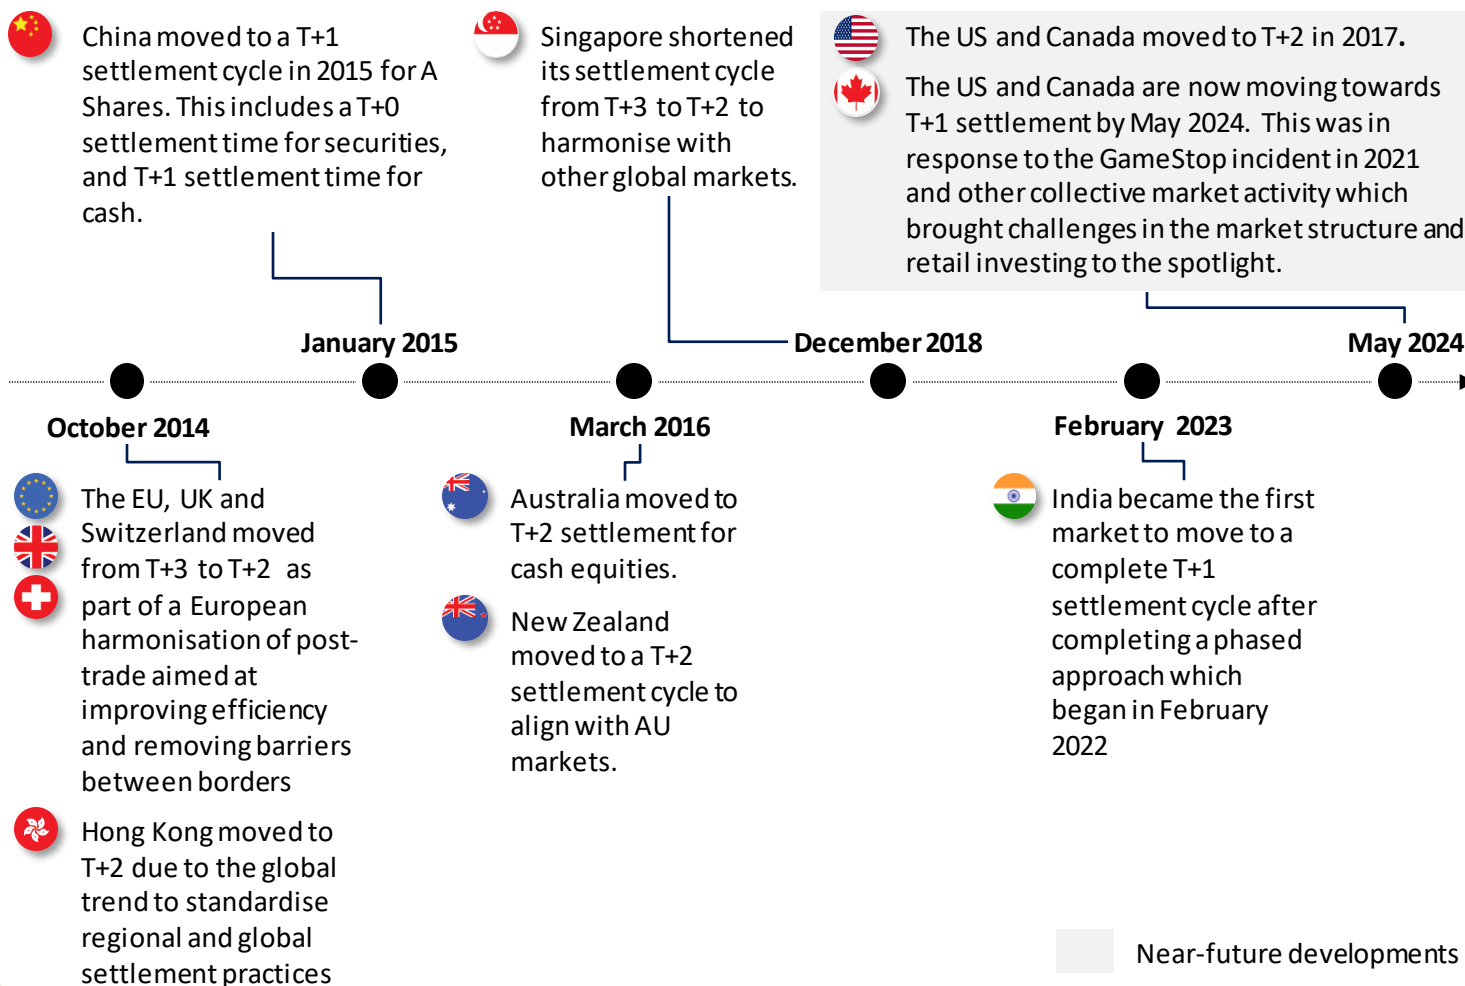 China moved to a T+1
settlement cycle in 2015 for A
Shares. This includes a T+0
settlement time for securities,
and T+1 settlement time for
cash.
Singapore shortened
its settlement cycle
from T+3 to T+2 to
harmonise with
other global markets.
The US and Canada moved to T+2 in 2017.
The US and Canada are now moving towards
T+1 settlement by May 2024. This was in
response to the GameStop incident in 2021
and other collective market activity which
brought challenges in the market structure and
retail investing to the spotlight.
January 2015
December 2018
May 2024
October 2014
March 2016
February 2023
The EU, UK and
Switzerland moved
from T+3 to T+2 as
part of a European
harmonisation of post-
trade aimed at
improving efficiency
and removing barriers
between borders
Hong Kong moved to
T+2 due to the global
trend to standardise
regional and global
settlement practices
Australia moved to
T+2 settlement for
cash equities.
New Zealand
moved to a T+2
settlement cycle to
align with AU
markets.
India became the first
market to move to a
complete T+1
settlement cycle after
completing a phased
approach which
began in February
2022
Near-future developments